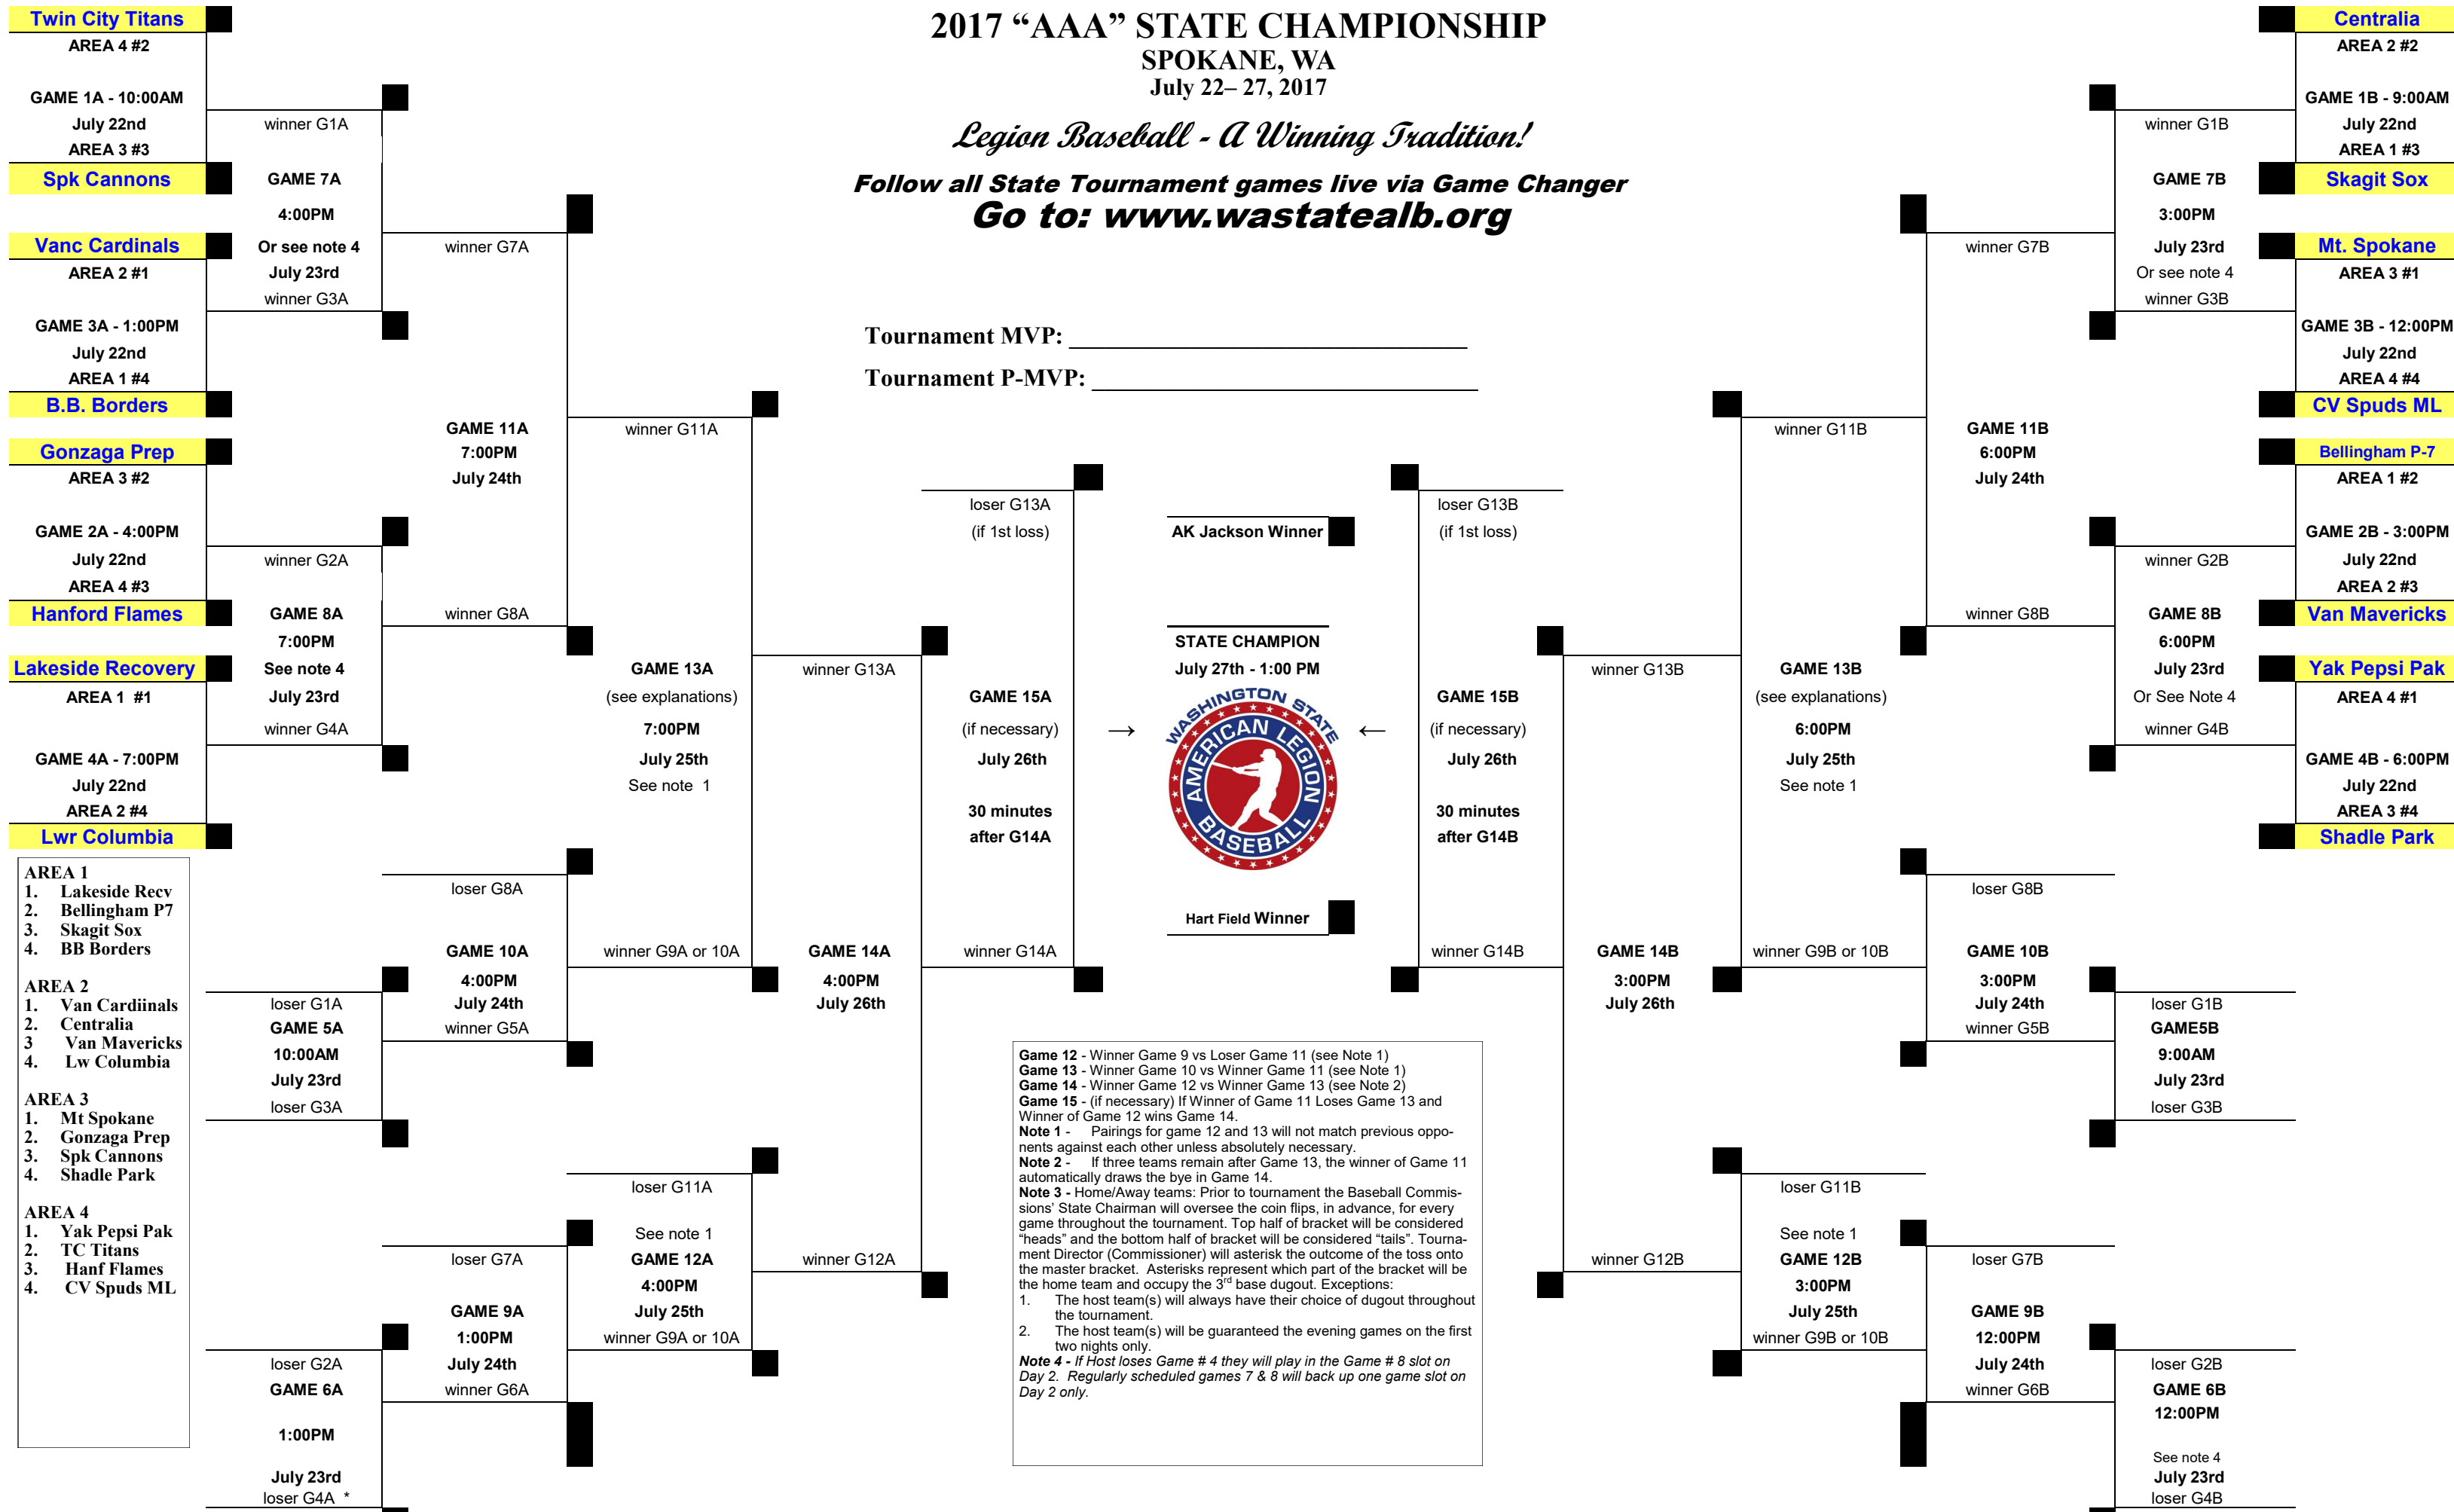 2017 “AAA” STATE CHAMPIONSHIP
SPOKANE, WA
July 22– 27, 2017
Legion Baseball - A Winning Tradition!
Follow all State Tournament games live via Game Changer
Go to: www.wastatealb.org
Tournament MVP:
Tournament P-MVP:
Twin City Titans
AREA 4 #2
GAME 1A - 10:00AM
July 22nd
AREA 3 #3
Spk Cannons
Vanc Cardinals
AREA 2 #1
GAME 3A - 1:00PM
July 22nd
AREA 1 #4
B.B. Borders
Gonzaga Prep
AREA 3 #2
GAME 2A - 4:00PM
July 22nd
AREA 4 #3
Hanford Flames
Lakeside Recovery
AREA 1 #1
GAME 4A - 7:00PM
July 22nd
AREA 2 #4
Lwr Columbia
AREA 1
1. Lakeside Recv
2. Bellingham P7
3. Skagit Sox
4. BB Borders
AREA 2
1. Van Cardiinals
2. Centralia
3 Van Mavericks
4. Lw Columbia
AREA 3
1. Mt Spokane
2. Gonzaga Prep
3. Spk Cannons
4. Shadle Park
AREA 4
1. Yak Pepsi Pak
2. TC Titans
3. Hanf Flames
4. CV Spuds ML
winner G1A
GAME 7A
4:00PM
Or see note 4
July 23rd
winner G3A
winner G2A
GAME 8A
7:00PM
See note 4
July 23rd
winner G4A
loser G1A
GAME 5A
10:00AM
July 23rd
loser G3A
loser G2A
GAME 6A
1:00PM
July 23rd
loser G4A *
winner G7A
GAME 11A
7:00PM
July 24th
winner G8A
loser G8A
GAME 10A
4:00PM
July 24th
winner G5A
loser G7A
GAME 9A
1:00PM
July 24th
winner G6A
winner G11A
GAME 13A
(see explanations)
7:00PM
July 25th
See note 1
winner G9A or 10A
loser G11A
See note 1
GAME 12A
4:00PM
July 25th
winner G9A or 10A
winner G13A
GAME 14A
4:00PM
July 26th
winner G12A
loser G13A
(if 1st loss)
GAME 15A
(if necessary)
July 26th
30 minutes
after G14A
winner G14A
AK Jackson Winner
STATE CHAMPION
July 27th - 1:00 PM
→
←
WASHINGTON STATE
AMERICAN LEGION
BASEBALL
Hart Field Winner
loser G13B
(if 1st loss)
GAME 15B
(if necessary)
July 26th
30 minutes
after G14B
winner G14B
Game 12 - Winner Game 9 vs Loser Game 11 (see Note 1)
Game 13 - Winner Game 10 vs Winner Game 11 (see Note 1)
Game 14 - Winner Game 12 vs Winner Game 13 (see Note 2)
Game 15 - (if necessary) If Winner of Game 11 Loses Game 13 and
Winner of Game 12 wins Game 14.
Note 1 - Pairings for game 12 and 13 will not match previous oppo-
nents against each other unless absolutely necessary.
Note 2 - If three teams remain after Game 13, the winner of Game 11
automatically draws the bye in Game 14.
Note 3 - Home/Away teams: Prior to tournament the Baseball Commis-
sions’ State Chairman will oversee the coin flips, in advance, for every
game throughout the tournament. Top half of bracket will be considered
“heads” and the bottom half of bracket will be considered “tails”. Tourna-
ment Director (Commissioner) will asterisk the outcome of the toss onto
the master bracket. Asterisks represent which part of the bracket will be
the home team and occupy the 3rd base dugout. Exceptions:
1. The host team(s) will always have their choice of dugout throughout
the tournament.
2. The host team(s) will be guaranteed the evening games on the first
two nights only.
Note 4 - If Host loses Game # 4 they will play in the Game # 8 slot on
Day 2. Regularly scheduled games 7 & 8 will back up one game slot on
Day 2 only.
winner G13B
GAME 14B
3:00PM
July 26th
winner G12B
winner G11B
GAME 13B
(see explanations)
6:00PM
July 25th
See note 1
winner G9B or 10B
loser G11B
See note 1
GAME 12B
3:00PM
July 25th
winner G9B or 10B
winner G7B
GAME 11B
6:00PM
July 24th
winner G8B
loser G8B
GAME 10B
3:00PM
July 24th
winner G5B
loser G7B
GAME 9B
12:00PM
July 24th
winner G6B
winner G1B
GAME 7B
3:00PM
July 23rd
Or see note 4
winner G3B
winner G2B
GAME 8B
6:00PM
July 23rd
Or See Note 4
winner G4B
loser G1B
GAME5B
9:00AM
July 23rd
loser G3B
loser G2B
GAME 6B
12:00PM
See note 4
July 23rd
loser G4B
Centralia
AREA 2 #2
GAME 1B - 9:00AM
July 22nd
AREA 1 #3
Skagit Sox
Mt. Spokane
AREA 3 #1
GAME 3B - 12:00PM
July 22nd
AREA 4 #4
CV Spuds ML
Bellingham P-7
AREA 1 #2
GAME 2B - 3:00PM
July 22nd
AREA 2 #3
Van Mavericks
Yak Pepsi Pak
AREA 4 #1
GAME 4B - 6:00PM
July 22nd
AREA 3 #4
Shadle Park